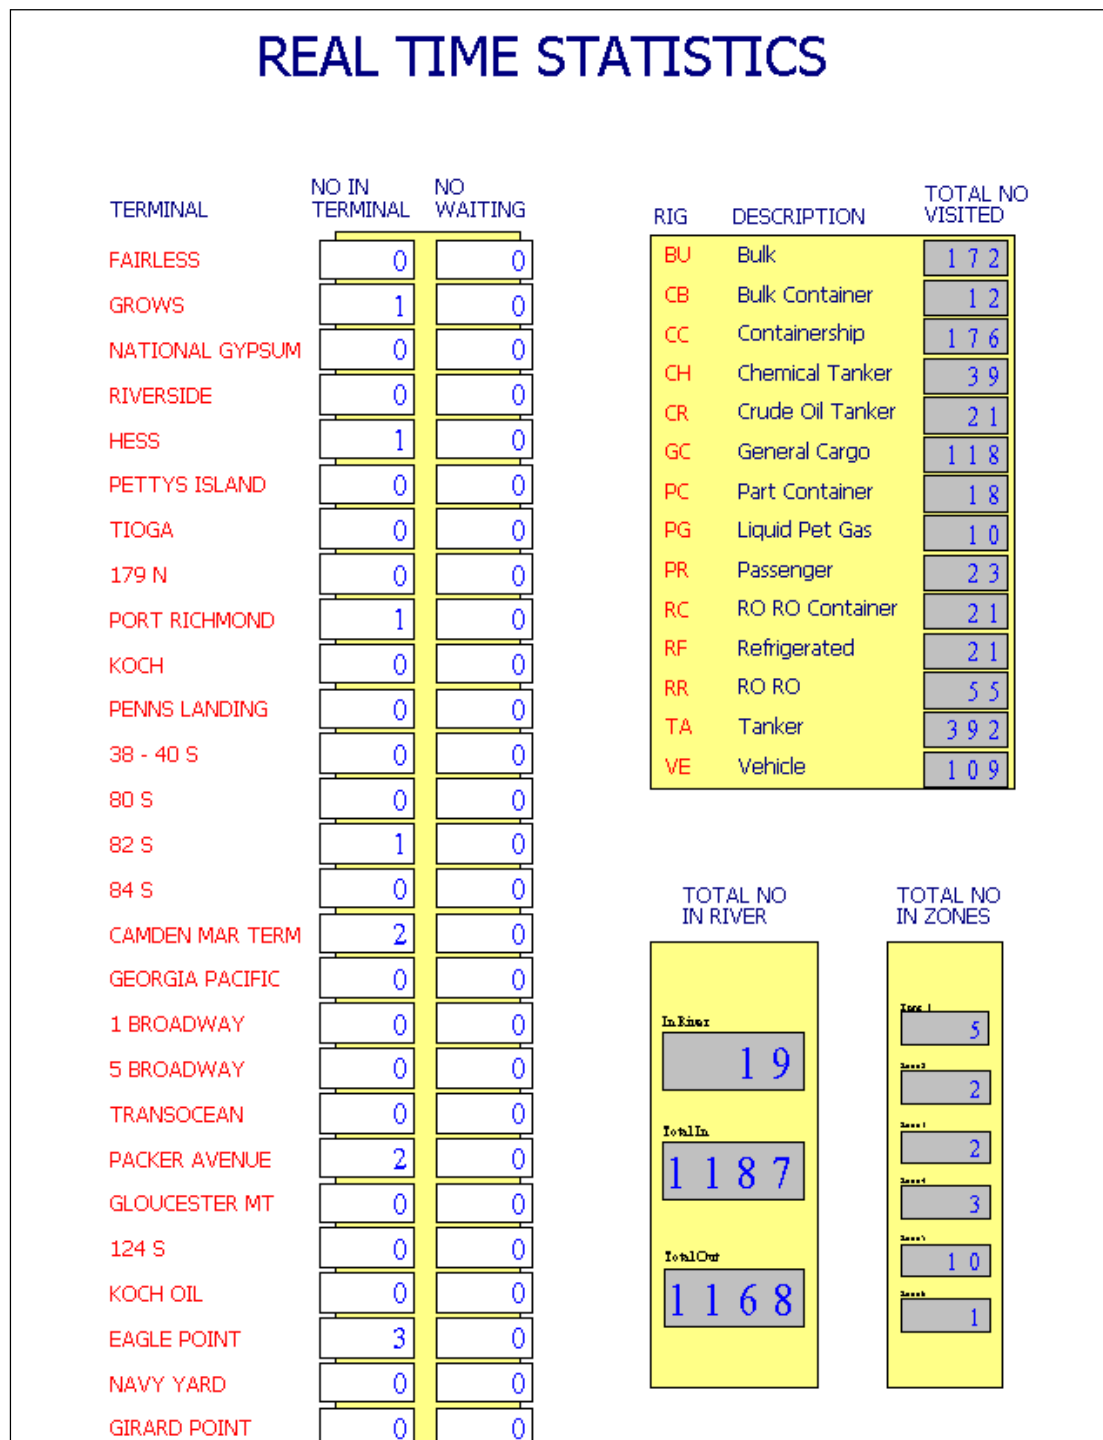 REAL TIME STATISTICS
TERMINAL NO IN TERMINAL NO WAITING
FAIRLESS 0 0
GROWS 1 0
NATIONAL GYPSUM 0 0
RIVERSIDE 0 0
HESS 1 0
PETTYS ISLAND 0 0
TIOGA 0 0
179 N 0 0
PORT RICHMOND 1 0
KOCH 0 0
PENNS LANDING 0 0
38 - 40 S 0 0
80 S 0 0
82 S 1 0
84 S 0 0
CAMDEN MAR TERM 2 0
GEORGIA PACIFIC 0 0
1 BROADWAY 0 0
5 BROADWAY 0 0
TRANSOCEAN 0 0
PACKER AVENUE 2 0
GLOUCESTER MT 0 0
124 S 0 0
KOCH OIL 0 0
EAGLE POINT 3 0
NAVY YARD 0 0
GIRARD POINT 0 0
RIG DESCRIPTION TOTAL NO VISITED
BU Bulk 172
CB Bulk Container 12
CC Containership 176
CH Chemical Tanker 39
CR Crude Oil Tanker 21
GC General Cargo 118
PC Part Container 18
PG Liquid Pet Gas 10
PR Passenger 23
RC RO RO Container 21
RF Refrigerated 21
RR RO RO 55
TA Tanker 392
VE Vehicle 109
TOTAL NO
IN RIVER
In River
19
Total In
1187
Total Out
1168
TOTAL NO
IN ZONES
Zone 1
5
2
2
3
10
1